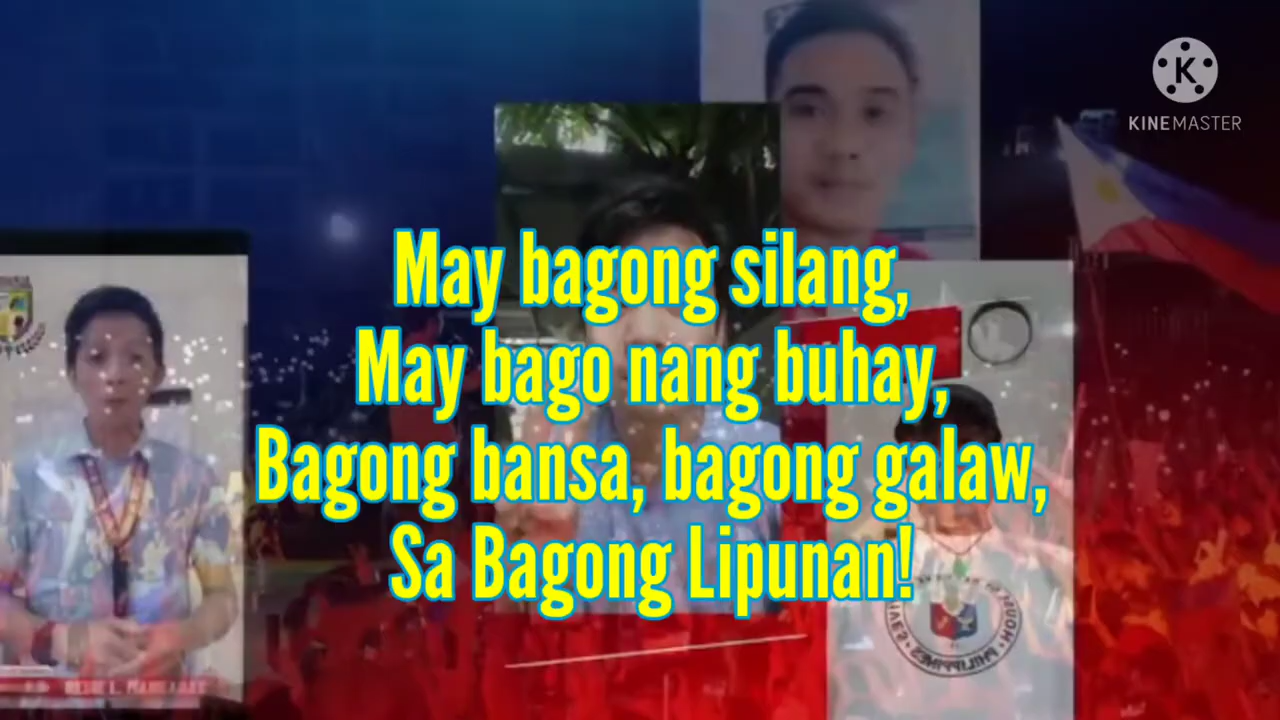 KINEMASTER
May bagong silang,
May bago nang buhay,
Bagong bansa, bagong galaw,
Sa Bagong Lipunan!